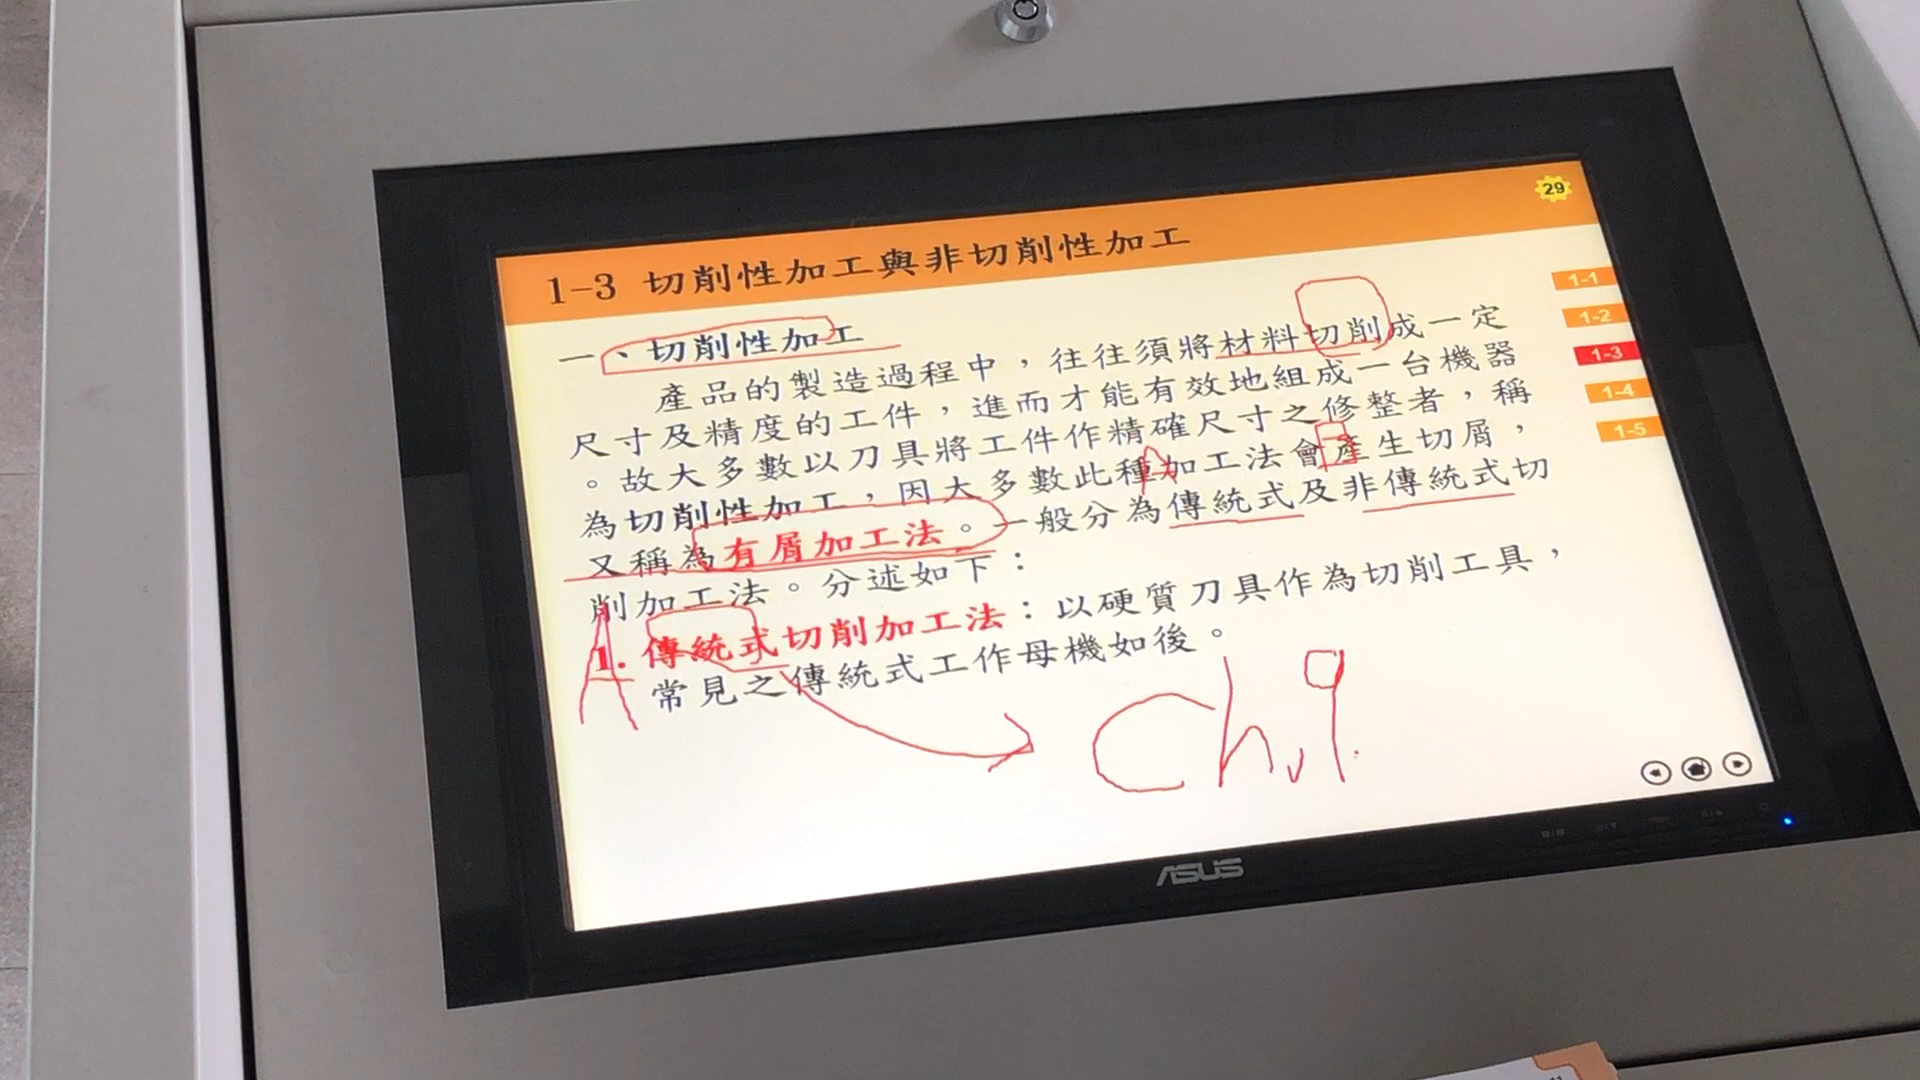 29
1-3 切削性加工與非切削性加工
一、切削性加工
產品的製造過程中，往往須將材料切削成一定
尺寸及精度的工件，進而才能有效地組成一台機器
。故大多數以刀具將工件作精確尺寸之修整者，稱
為切削性加工，因大多數此種加工法會產生切屑，
又稱為有屑加工法。一般分為傳統式及非傳統式切
削加工法。分述如下：
1. 傳統式切削加工法：以硬質刀具作為切削工具，
常見之傳統式工作母機如後。
1-1
1-2
1-3
1-4
1-5
A
Ch.9
ASUS